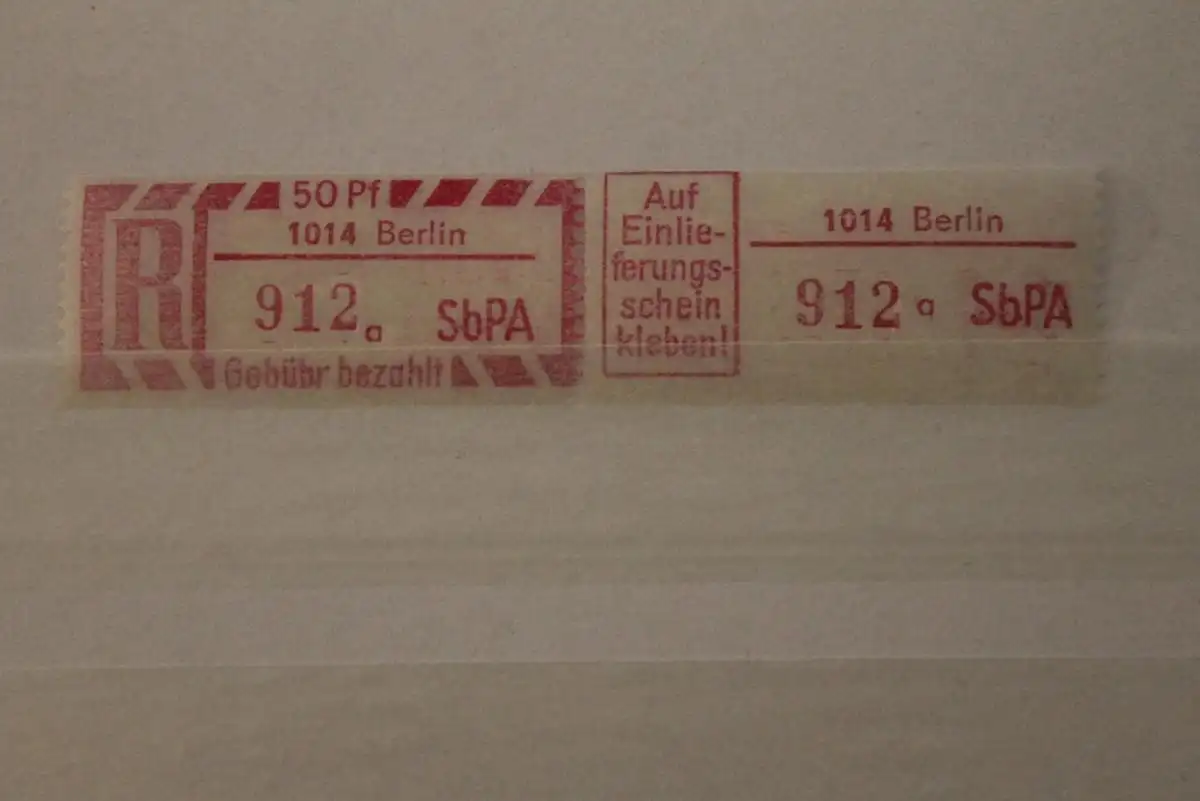 50 Pf
R
1014 Berlin
912 a SbPA
Gebühr bezahlt
Auf
Einlie-
ferungs-
schein
kleben!
1014 Berlin
912 a SbPA